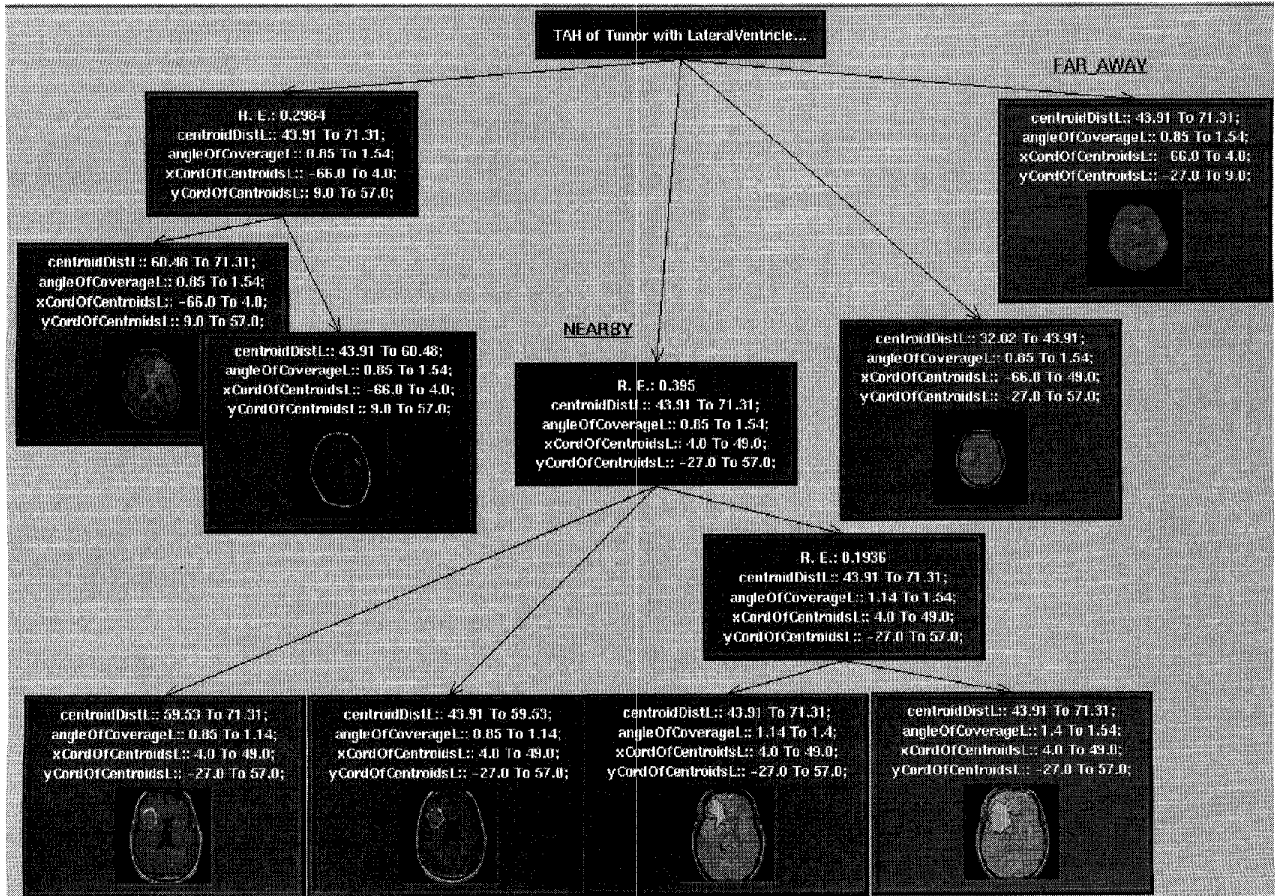 TAH of Tumor with LateralVentricle...
FAR_AWAY
R. E.: 0.2984
centroidDistL:: 43.91 To 71.31;
angleOfCoverageL:: 0.85 To 1.54;
xCordOfCentroidsL:: -66.0 To 4.0;
yCordOfCentroidsL:: 9.0 To 57.0;
centroidDistL:: 43.91 To 71.31;
angleOfCoverageL:: 0.85 To 1.54;
xCordOfCentroidsL:: -66.0 To 4.0;
yCordOfCentroidsL:: -27.0 To 9.0;
centroidDistL:: 60.48 To 71.31;
angleOfCoverageL:: 0.85 To 1.54;
xCordOfCentroidsL:: -66.0 To 4.0;
yCordOfCentroidsL:: 9.0 To 57.0;
centroidDistL:: 43.91 To 60.48;
angleOfCoverageL:: 0.85 To 1.54;
xCordOfCentroidsL:: -66.0 To 4.0;
yCordOfCentroidsL:: 9.0 To 57.0;
NEARBY
R. E.: 0.395
centroidDistL:: 43.91 To 71.31;
angleOfCoverageL:: 0.85 To 1.54;
xCordOfCentroidsL:: 4.0 To 49.0;
yCordOfCentroidsL:: -27.0 To 57.0;
centroidDistL:: 32.02 To 43.91;
angleOfCoverageL:: 0.85 To 1.54;
xCordOfCentroidsL:: -66.0 To 49.0;
yCordOfCentroidsL:: -27.0 To 57.0;
R. E.: 0.1936
centroidDistL:: 43.91 To 71.31;
angleOfCoverageL:: 1.14 To 1.54;
xCordOfCentroidsL:: 4.0 To 49.0;
yCordOfCentroidsL:: -27.0 To 57.0;
centroidDistL:: 59.53 To 71.31;
angleOfCoverageL:: 0.85 To 1.14;
xCordOfCentroidsL:: 4.0 To 49.0;
yCordOfCentroidsL:: -27.0 To 57.0;
centroidDistL:: 43.91 To 59.53;
angleOfCoverageL:: 0.85 To 1.14;
xCordOfCentroidsL:: 4.0 To 49.0;
yCordOfCentroidsL:: -27.0 To 57.0;
centroidDistL:: 43.91 To 71.31;
angleOfCoverageL:: 1.14 To 1.4;
xCordOfCentroidsL:: 4.0 To 49.0;
yCordOfCentroidsL:: -27.0 To 57.0;
centroidDistL:: 43.91 To 71.31;
angleOfCoverageL:: 1.4 To 1.54;
xCordOfCentroidsL:: 4.0 To 49.0;
yCordOfCentroidsL:: -27.0 To 57.0;